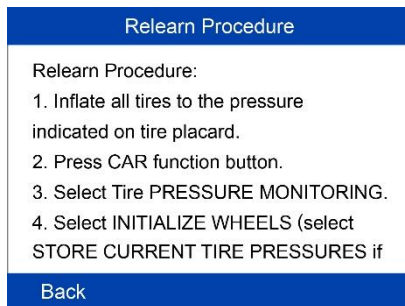 Relearn Procedure
Relearn Procedure:
1. Inflate all tires to the pressure
indicated on tire placard.
2. Press CAR function button.
3. Select Tire PRESSURE MONITORING.
4. Select INITIALIZE WHEELS (select
STORE CURRENT TIRE PRESSURES if
Back